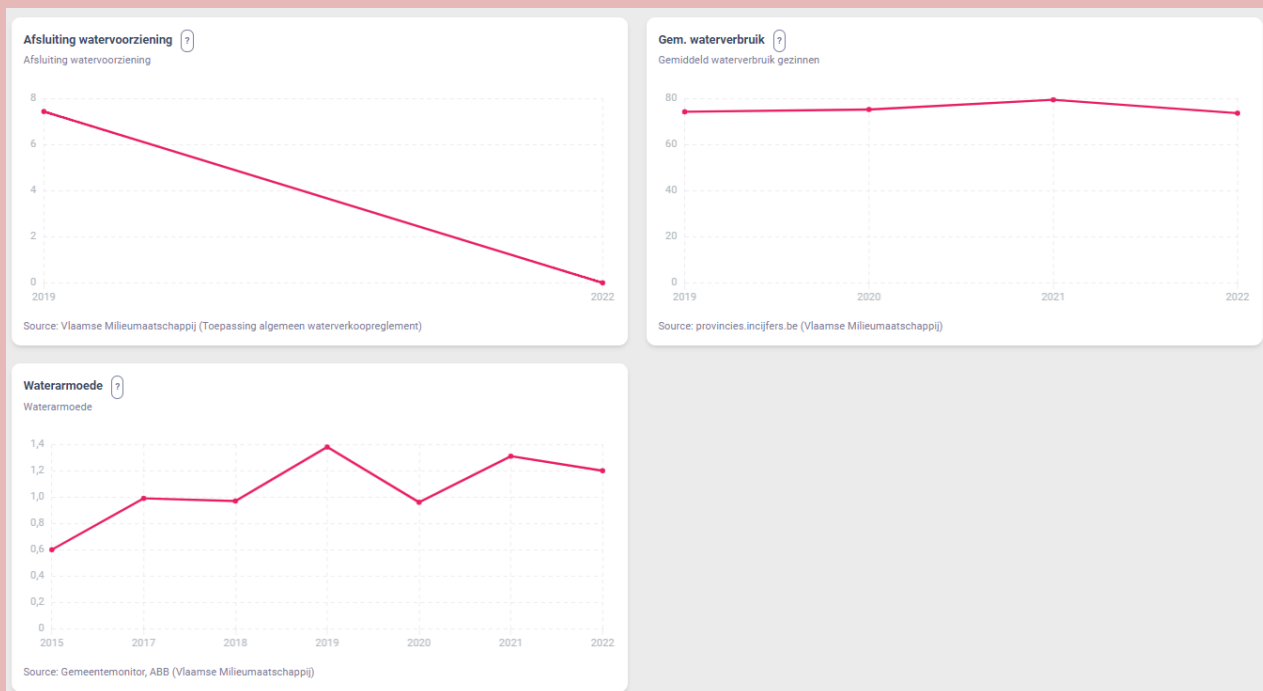 Afsluiting watervoorziening ?
Afsluiting watervoorziening
8
6
4
2
0
2019 2022
Source: Vlaamse Milieumaatschappij (Toepassing algemeen waterverkoopreglement)
Gem. waterverbruik ?
Gemiddeld waterverbruik gezinnen
80
60
40
20
0
2019 2020 2021 2022
Source: provincies.incijfers.be (Vlaamse Milieumaatschappij)
Waterarmoede ?
Waterarmoede
1,4
1,2
1,0
0,8
0,6
0,4
0,2
0
2015 2017 2018 2019 2020 2021 2022
Source: Gemeentemonitor, ABB (Vlaamse Milieumaatschappij)